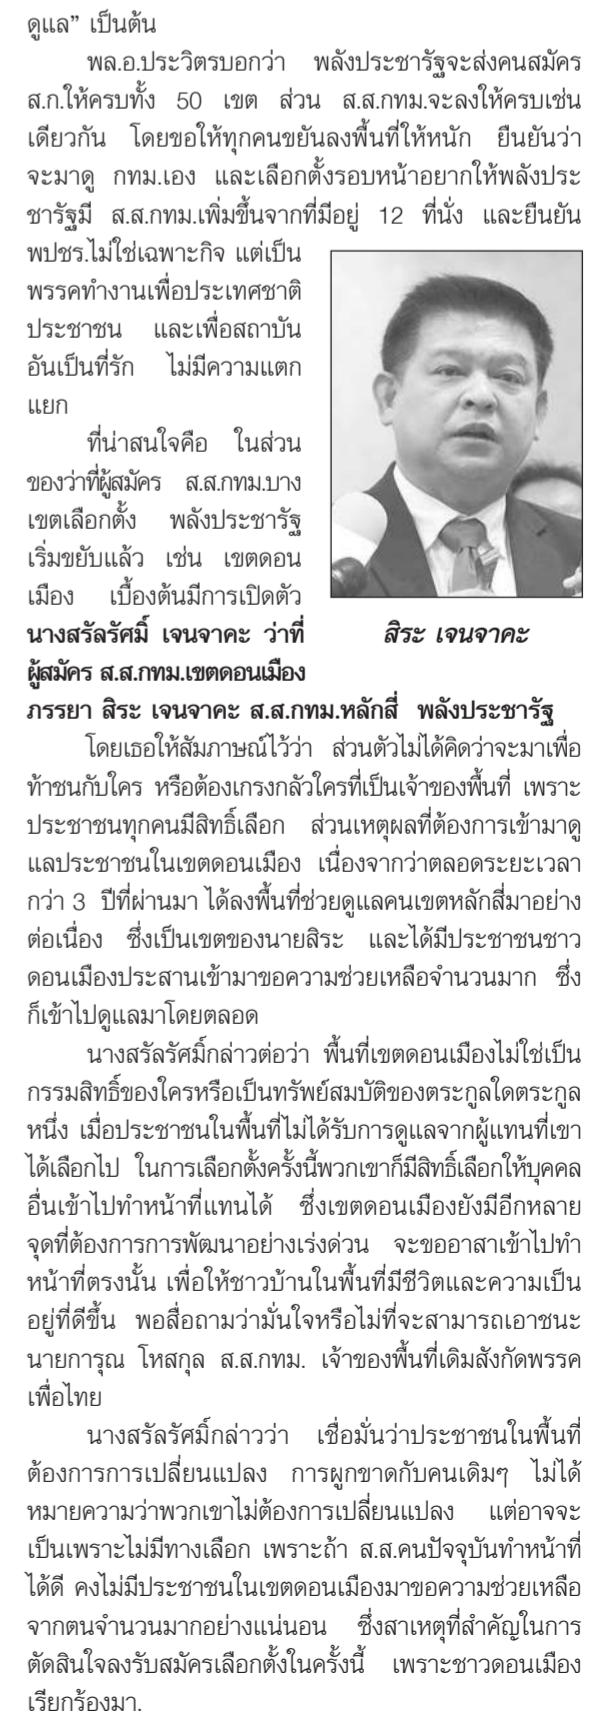 ดูแล” เป็นต้น
พล.อ.ประวิตรบอกว่า พลังประชารัฐจะส่งคนสมัคร
ส.ก.ให้ครบทั้ง 50 เขต ส่วน ส.ส.กทม.จะลงให้ครบเช่น
เดียวกัน โดยขอให้ทุกคนขยันลงพื้นที่ให้หนัก ยืนยันว่า
จะมาดู กทม.เอง และเลือกตั้งรอบหน้าอยากให้พลังประ
ชารัฐมี ส.ส.กทม.เพิ่มขึ้นจากที่มีอยู่ 12 ที่นั่ง และยืนยัน
พปชร.ไม่ใช่เฉพาะกิจ แต่เป็น
พรรคทำงานเพื่อประเทศชาติ
ประชาชน และเพื่อสถาบัน
อันเป็นที่รัก ไม่มีความแตก
แยก
ที่น่าสนใจคือ ในส่วน
ของว่าที่ผู้สมัคร ส.ส.กทม.บาง
เขตเลือกตั้ง พลังประชารัฐ
เริ่มขยับแล้ว เช่น เขตดอน
เมือง เบื้องต้นมีการเปิดตัว
นางสรัลรัศมิ์ เจนจาคะ ว่าที่
ผู้สมัคร ส.ส.กทม.เขตดอนเมือง
สิระ เจนจาคะ
ภรรยา สิระ เจนจาคะ ส.ส.กทม.หลักสี่ พลังประชารัฐ
โดยเธอให้สัมภาษณ์ไว้ว่า ส่วนตัวไม่ได้คิดว่าจะมาเพื่อ
ท้าชนกับใคร หรือต้องเกรงกลัวใครที่เป็นเจ้าของพื้นที่ เพราะ
ประชาชนทุกคนมีสิทธิ์เลือก ส่วนเหตุผลที่ต้องการเข้ามาดู
แลประชาชนในเขตดอนเมือง เนื่องจากว่าตลอดระยะเวลา
กว่า 3 ปีที่ผ่านมา ได้ลงพื้นที่ช่วยดูแลคนเขตหลักสี่มาอย่าง
ต่อเนื่อง ซึ่งเป็นเขตของนายสิระ และได้มีประชาชนชาว
ดอนเมืองประสานเข้ามาขอความช่วยเหลือจำนวนมาก ซึ่ง
ก็เข้าไปดูแลมาโดยตลอด
นางสรัลรัศมิ์กล่าวต่อว่า พื้นที่เขตดอนเมืองไม่ใช่เป็น
กรรมสิทธิ์ของใครหรือเป็นทรัพย์สมบัติของตระกูลใดตระกูล
หนึ่ง เมื่อประชาชนในพื้นที่ไม่ได้รับการดูแลจากผู้แทนที่เขา
ได้เลือกไป ในการเลือกตั้งครั้งนี้พวกเขาก็มีสิทธิ์เลือกให้บุคคล
อื่นเข้าไปทำหน้าที่แทนได้ ซึ่งเขตดอนเมืองยังมีอีกหลาย
จุดที่ต้องการการพัฒนาอย่างเร่งด่วน จะขออาสาเข้าไปทำ
หน้าที่ตรงนั้น เพื่อให้ชาวบ้านในพื้นที่มีชีวิตและความเป็น
อยู่ที่ดีขึ้น พอสื่อถามว่ามั่นใจหรือไม่ที่จะสามารถเอาชนะ
นายการุณ โหสกุล ส.ส.กทม. เจ้าของพื้นที่เดิมสังกัดพรรค
เพื่อไทย
นางสรัลรัศมิ์กล่าวว่า เชื่อมั่นว่าประชาชนในพื้นที่
ต้องการการเปลี่ยนแปลง การผูกขาดกับคนเดิมๆ ไม่ได้
หมายความว่าพวกเขาไม่ต้องการเปลี่ยนแปลง แต่อาจจะ
เป็นเพราะไม่มีทางเลือก เพราะถ้า ส.ส.คนปัจจุบันทำหน้าที่
ได้ดี คงไม่มีประชาชนในเขตดอนเมืองมาขอความช่วยเหลือ
จากตนจำนวนมากอย่างแน่นอน ซึ่งสาเหตุที่สำคัญในการ
ตัดสินใจลงรับสมัครเลือกตั้งในครั้งนี้ เพราะชาวดอนเมือง
เรียกร้องมา.